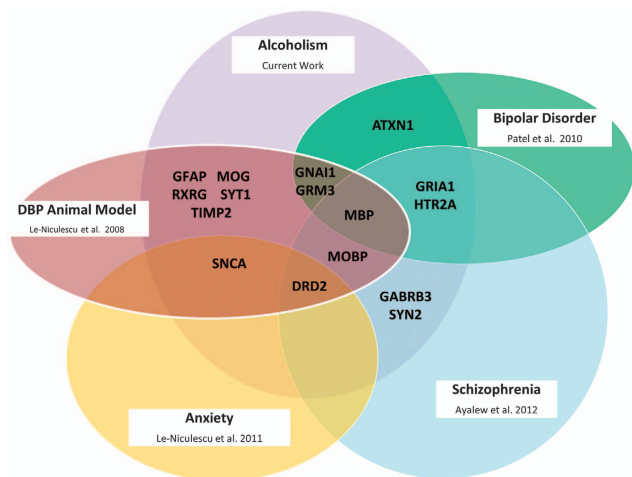 Alcoholism
Current Work
Bipolar Disorder
Patel et al. 2010
ATXN1
GFAP MOG
RXRG SYT1
TIMP2
GNAI1
GRM3
GRIA1
HTR2A
DBP Animal Model
Le-Niculescu et al. 2008
MBP
MOBP
SNCA
DRD2
GABRB3
SYN2
Schizophrenia
Ayalew et al. 2012
Anxiety
Le-Niculescu et al. 2011